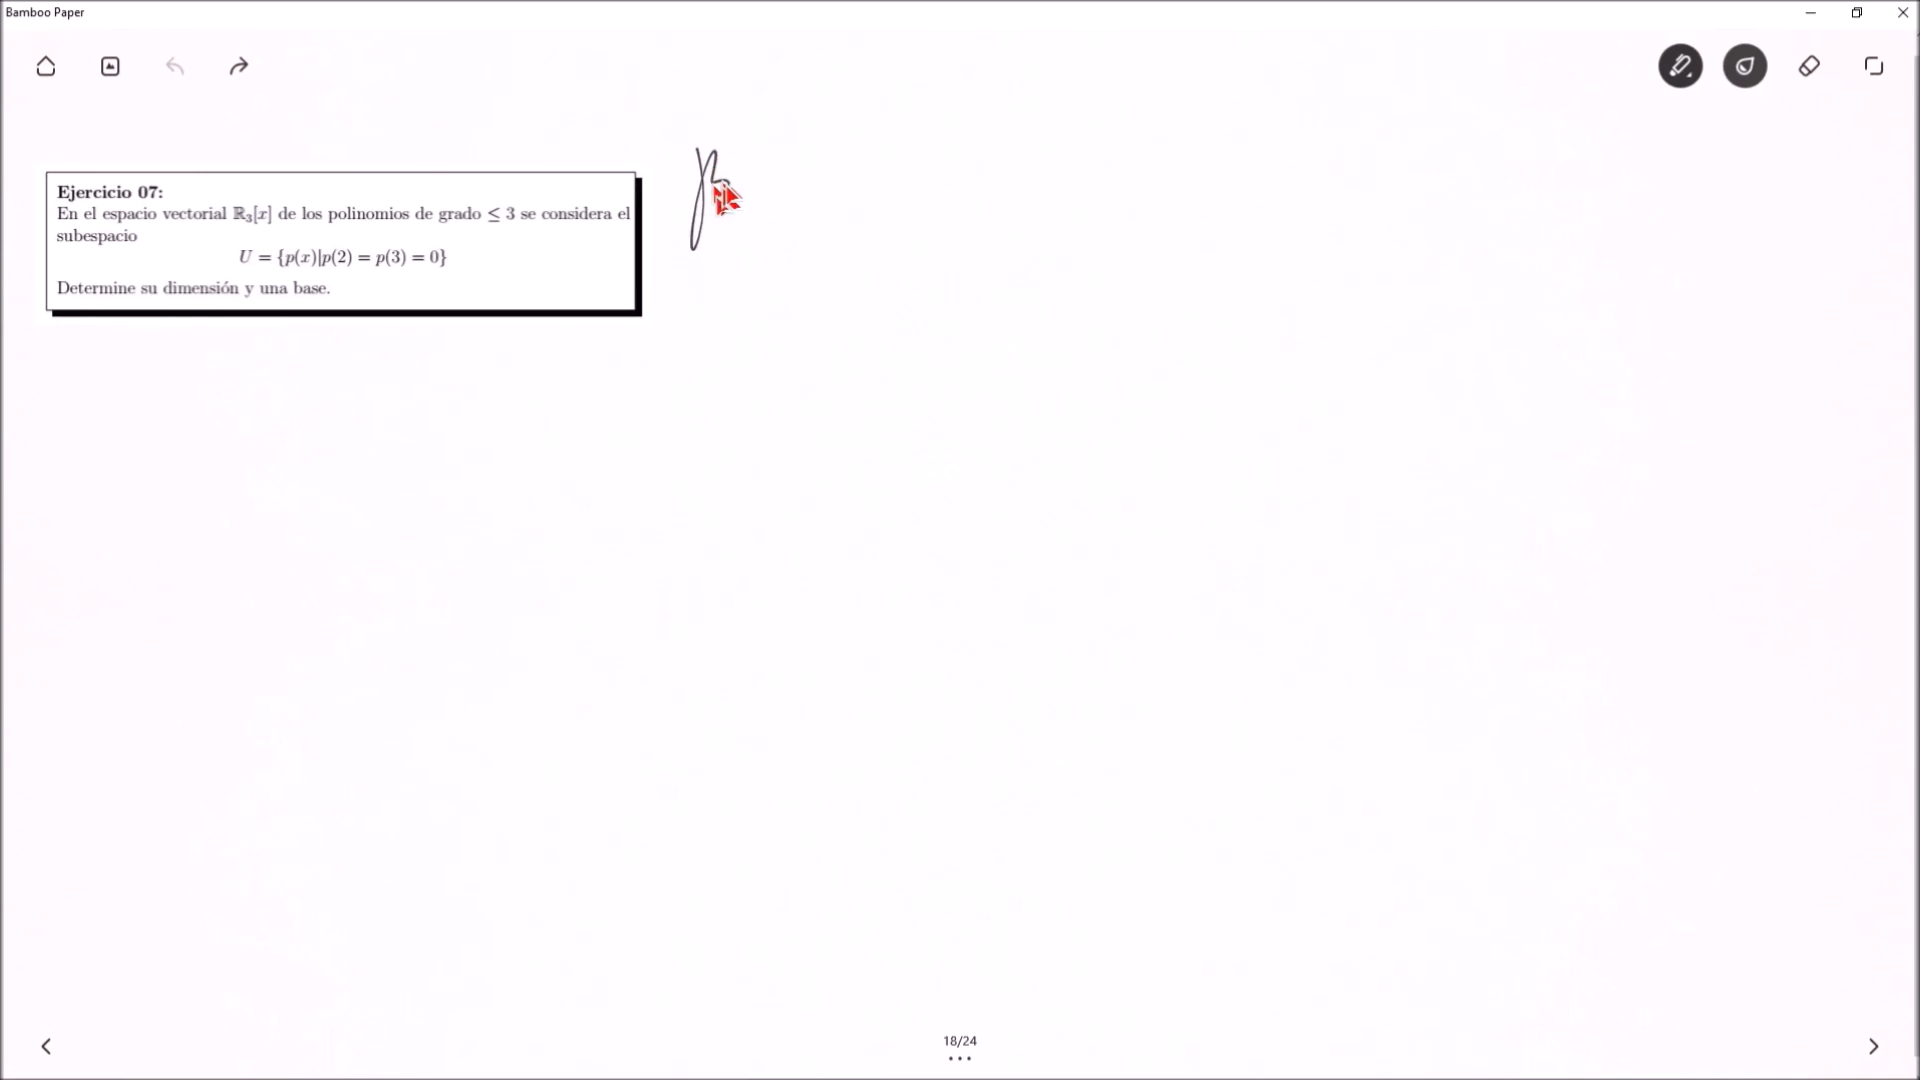 Bamboo Paper
Ejercicio 07:
En el espacio vectorial ℝ₃[x] de los polinomios de grado ≤ 3 se considera el
subespacio
U = {p(x)|p(2) = p(3) = 0}
Determine su dimensión y una base.
18/24